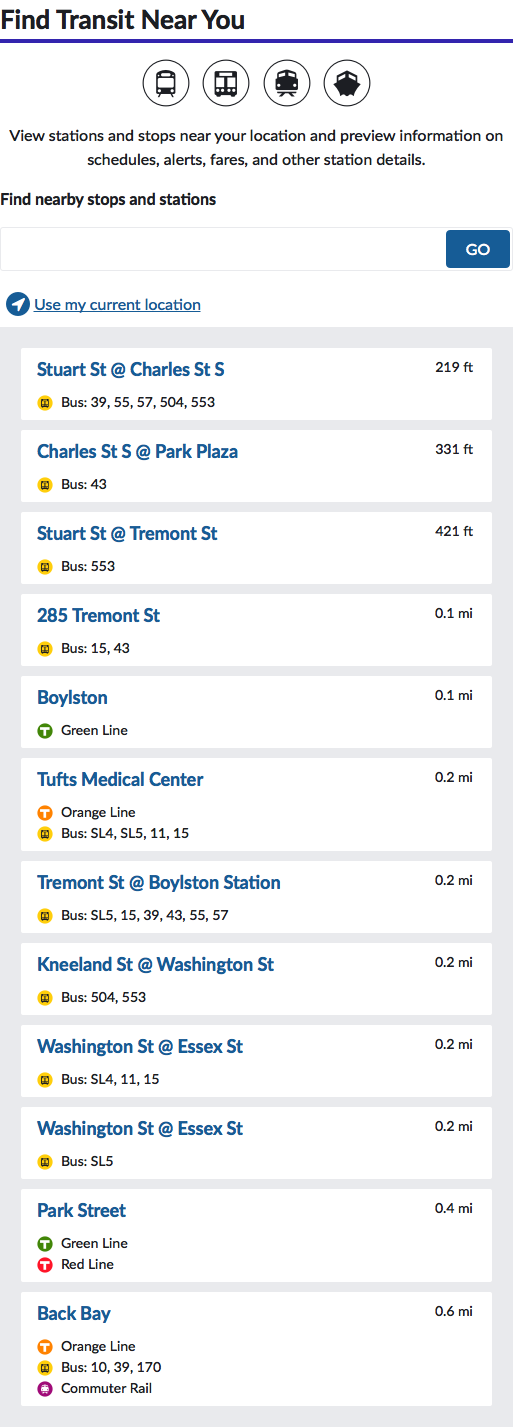 Find Transit Near You
View stations and stops near your location and preview information on
schedules, alerts, fares, and other station details.
Find nearby stops and stations
GO
Use my current location
Stuart St @ Charles St S 219 ft
Bus: 39, 55, 57, 504, 553
Charles St S @ Park Plaza 331 ft
Bus: 43
Stuart St @ Tremont St 421 ft
Bus: 553
285 Tremont St 0.1 mi
Bus: 15, 43
Boylston 0.1 mi
T Green Line
Tufts Medical Center 0.2 mi
T Orange Line
Bus: SL4, SL5, 11, 15
Tremont St @ Boylston Station 0.2 mi
Bus: SL5, 15, 39, 43, 55, 57
Kneeland St @ Washington St 0.2 mi
Bus: 504, 553
Washington St @ Essex St 0.2 mi
Bus: SL4, 11, 15
Washington St @ Essex St 0.2 mi
Bus: SL5
Park Street 0.4 mi
T Green Line
T Red Line
Back Bay 0.6 mi
T Orange Line
Bus: 10, 39, 170
Commuter Rail